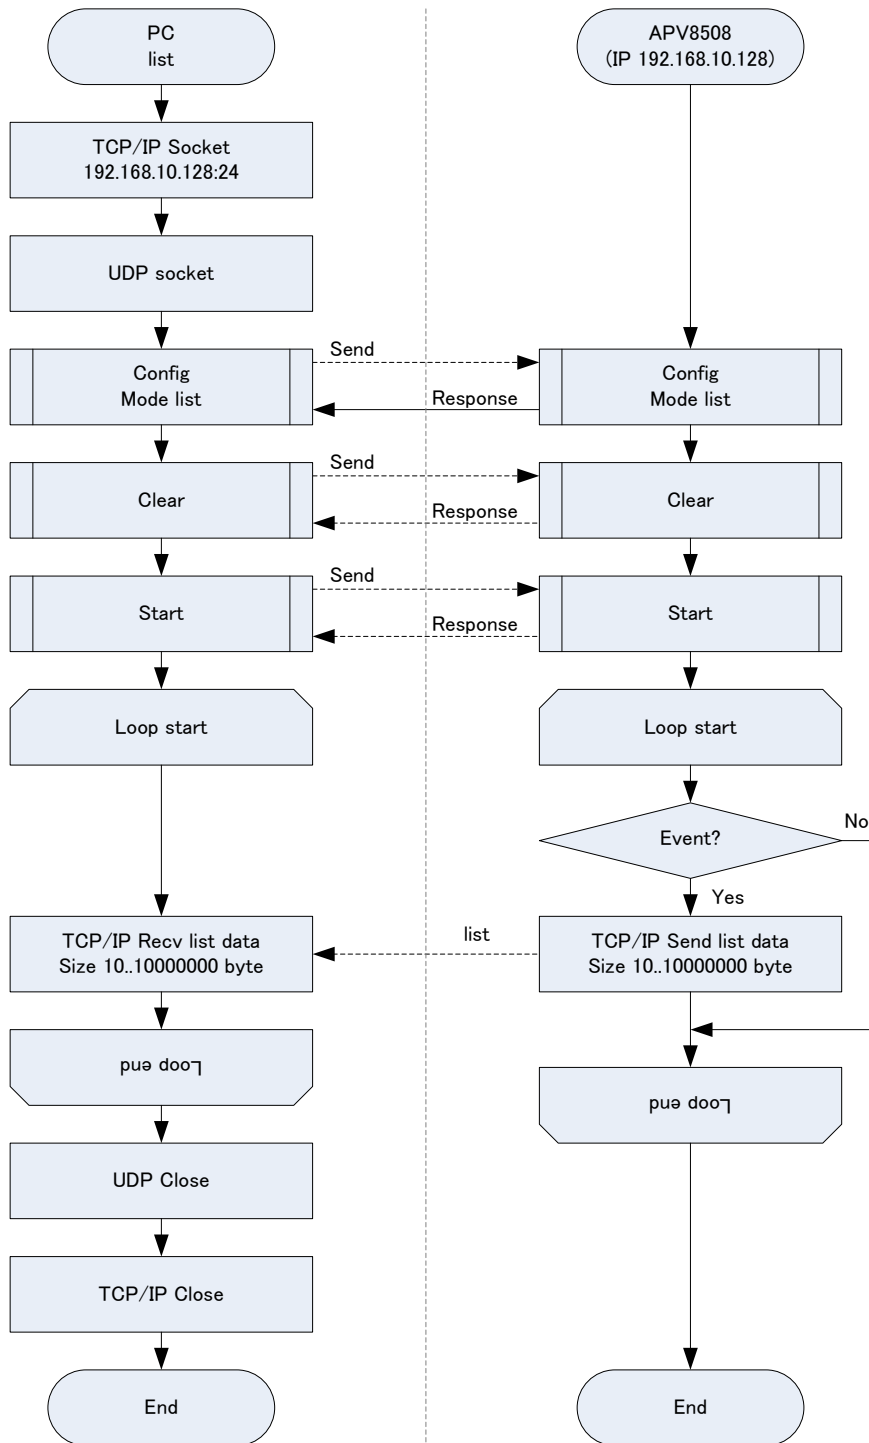 PC
list
APV8508
(IP 192.168.10.128)
TCP/IP Socket
192.168.10.128:24
UDP socket
Config
Mode list
Send
Response
Config
Mode list
Clear
Send
Response
Clear
Start
Send
Response
Start
Loop start
Loop start
Event?
No
Yes
TCP/IP Recv list data
Size 10..10000000 byte
list
TCP/IP Send list data
Size 10..10000000 byte
Loop end
Loop end
UDP Close
TCP/IP Close
End
End